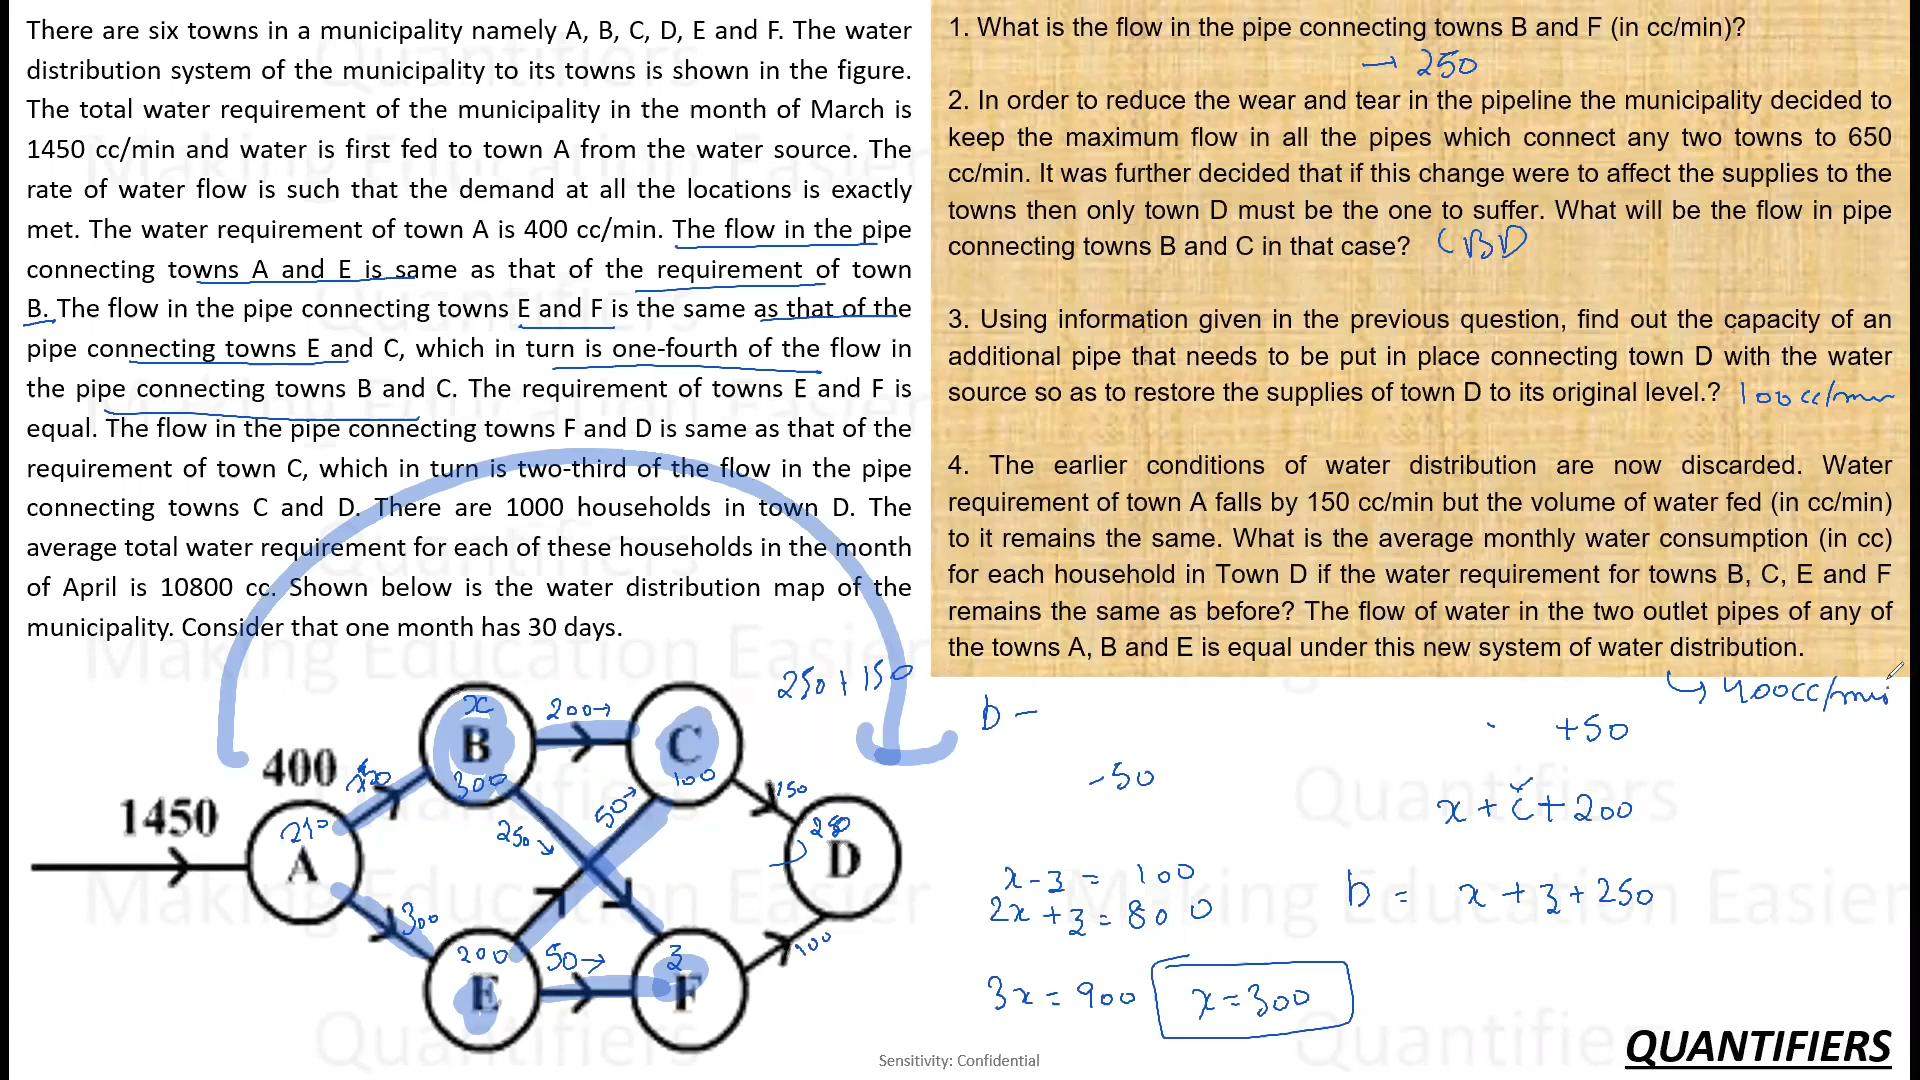 There are six towns in a municipality namely A, B, C, D, E and F. The water
distribution system of the municipality to its towns is shown in the figure.
The total water requirement of the municipality in the month of March is
1450 cc/min and water is first fed to town A from the water source. The
rate of water flow is such that the demand at all the locations is exactly
met. The water requirement of town A is 400 cc/min. The flow in the pipe
connecting towns A and E is same as that of the requirement of town
B. The flow in the pipe connecting towns E and F is the same as that of the
pipe connecting towns E and C, which in turn is one-fourth of the flow in
the pipe connecting towns B and C. The requirement of towns E and F is
equal. The flow in the pipe connecting towns F and D is same as that of the
requirement of town C, which in turn is two-third of the flow in the pipe
connecting towns C and D. There are 1000 households in town D. The
average total water requirement for each of these households in the month
of April is 10800 cc. Shown below is the water distribution map of the
municipality. Consider that one month has 30 days.
1. What is the flow in the pipe connecting towns B and F (in cc/min)?
→ 250
2. In order to reduce the wear and tear in the pipeline the municipality decided to
keep the maximum flow in all the pipes which connect any two towns to 650
cc/min. It was further decided that if this change were to affect the supplies to the
towns then only town D must be the one to suffer. What will be the flow in pipe
connecting towns B and C in that case? CBD
3. Using information given in the previous question, find out the capacity of an
additional pipe that needs to be put in place connecting town D with the water
source so as to restore the supplies of town D to its original level.? 100 cc/min
4. The earlier conditions of water distribution are now discarded. Water
requirement of town A falls by 150 cc/min but the volume of water fed (in cc/min)
to it remains the same. What is the average monthly water consumption (in cc)
for each household in Town D if the water requirement for towns B, C, E and F
remains the same as before? The flow of water in the two outlet pipes of any of
the towns A, B and E is equal under this new system of water distribution.
↳ 400cc/min
250 + 150
x
B
300
200→
C
100
400
1450
A
300
250
50→
150
250
D
200
E
50→
3
F
100
b -
-50
+50
x + c + 200
x - 3 = 100
2x + 3 = 800
b = x + 3 + 250
3x = 900
x = 300
Sensitivity: Confidential
QUANTIFIERS
Quantifiers
Making Education Easier